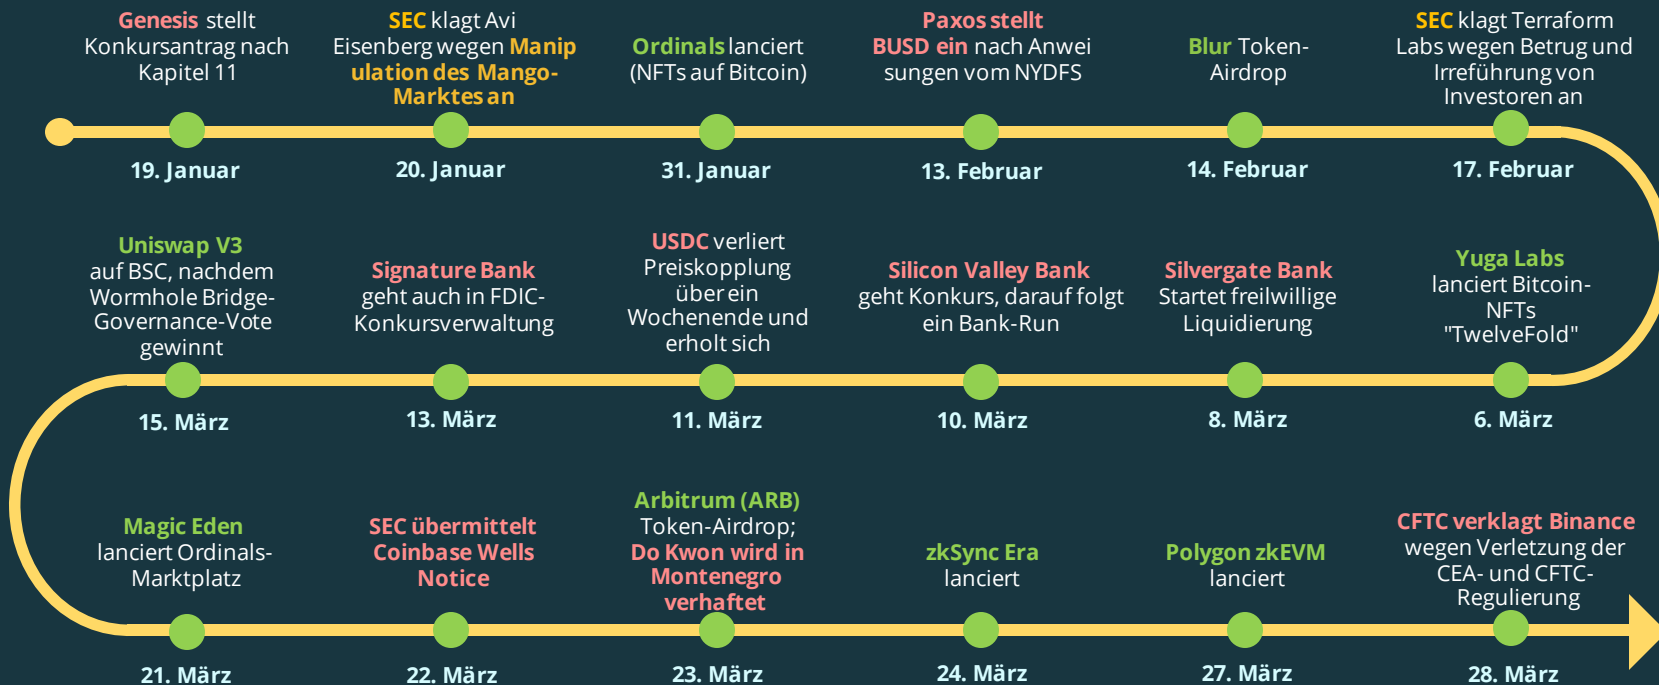 Genesis stellt
Konkursantrag nach
Kapitel 11
19. Januar
SEC klagt Avi
Eisenberg wegen Manip
ulation des Mango-
Marktes an
20. Januar
Ordinals lanciert
(NFTs auf Bitcoin)
31. Januar
Paxos stellt
BUSD ein nach Anwei
sungen vom NYDFS
13. Februar
Blur Token-
Airdrop
14. Februar
SEC klagt Terraform
Labs wegen Betrug und
Irreführung von
Investoren an
17. Februar
Yuga Labs
lanciert Bitcoin-
NFTs
"TwelveFold"
6. März
Silvergate Bank
Startet freilwillige
Liquidierung
8. März
Silicon Valley Bank
geht Konkurs, darauf folgt
ein Bank-Run
10. März
USDC verliert
Preiskopplung
über ein
Wochenende und
erholt sich
11. März
Signature Bank
geht auch in FDIC-
Konkursverwaltung
13. März
Uniswap V3
auf BSC, nachdem
Wormhole Bridge-
Governance-Vote
gewinnt
15. März
Magic Eden
lanciert Ordinals-
Marktplatz
21. März
SEC übermittelt
Coinbase Wells
Notice
22. März
Arbitrum (ARB)
Token-Airdrop;
Do Kwon wird in
Montenegro
verhaftet
23. März
zkSync Era
lanciert
24. März
Polygon zkEVM
lanciert
27. März
CFTC verklagt Binance
wegen Verletzung der
CEA- und CFTC-
Regulierung
28. März